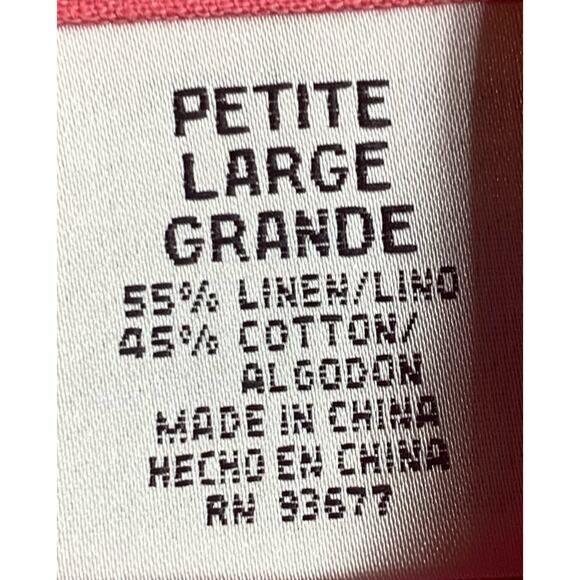 PETITE
LARGE
GRANDE
55% LINEN/LINO
45% COTTON/
ALGODON
MADE IN CHINA
HECHO EN CHINA
RN 93677